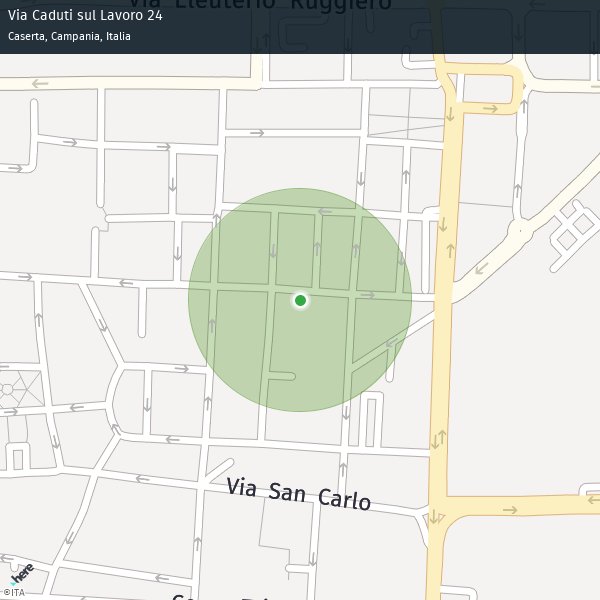 Via Eleuterio Ruggiero
Via Caduti sul Lavoro 24
Caserta, Campania, Italia
Via San Carlo
here
©ITA